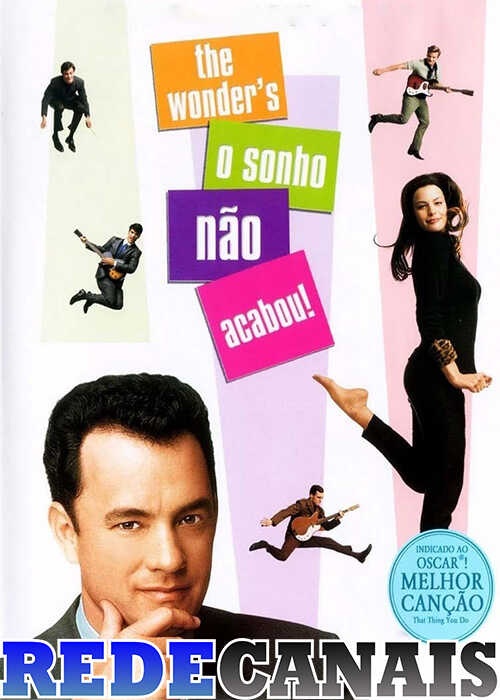 the
wonder's
o sonho
não
acabou!
INDICADO AO
OSCAR®!
MELHOR
CANÇÃO
That Thing You Do
REDECANAIS